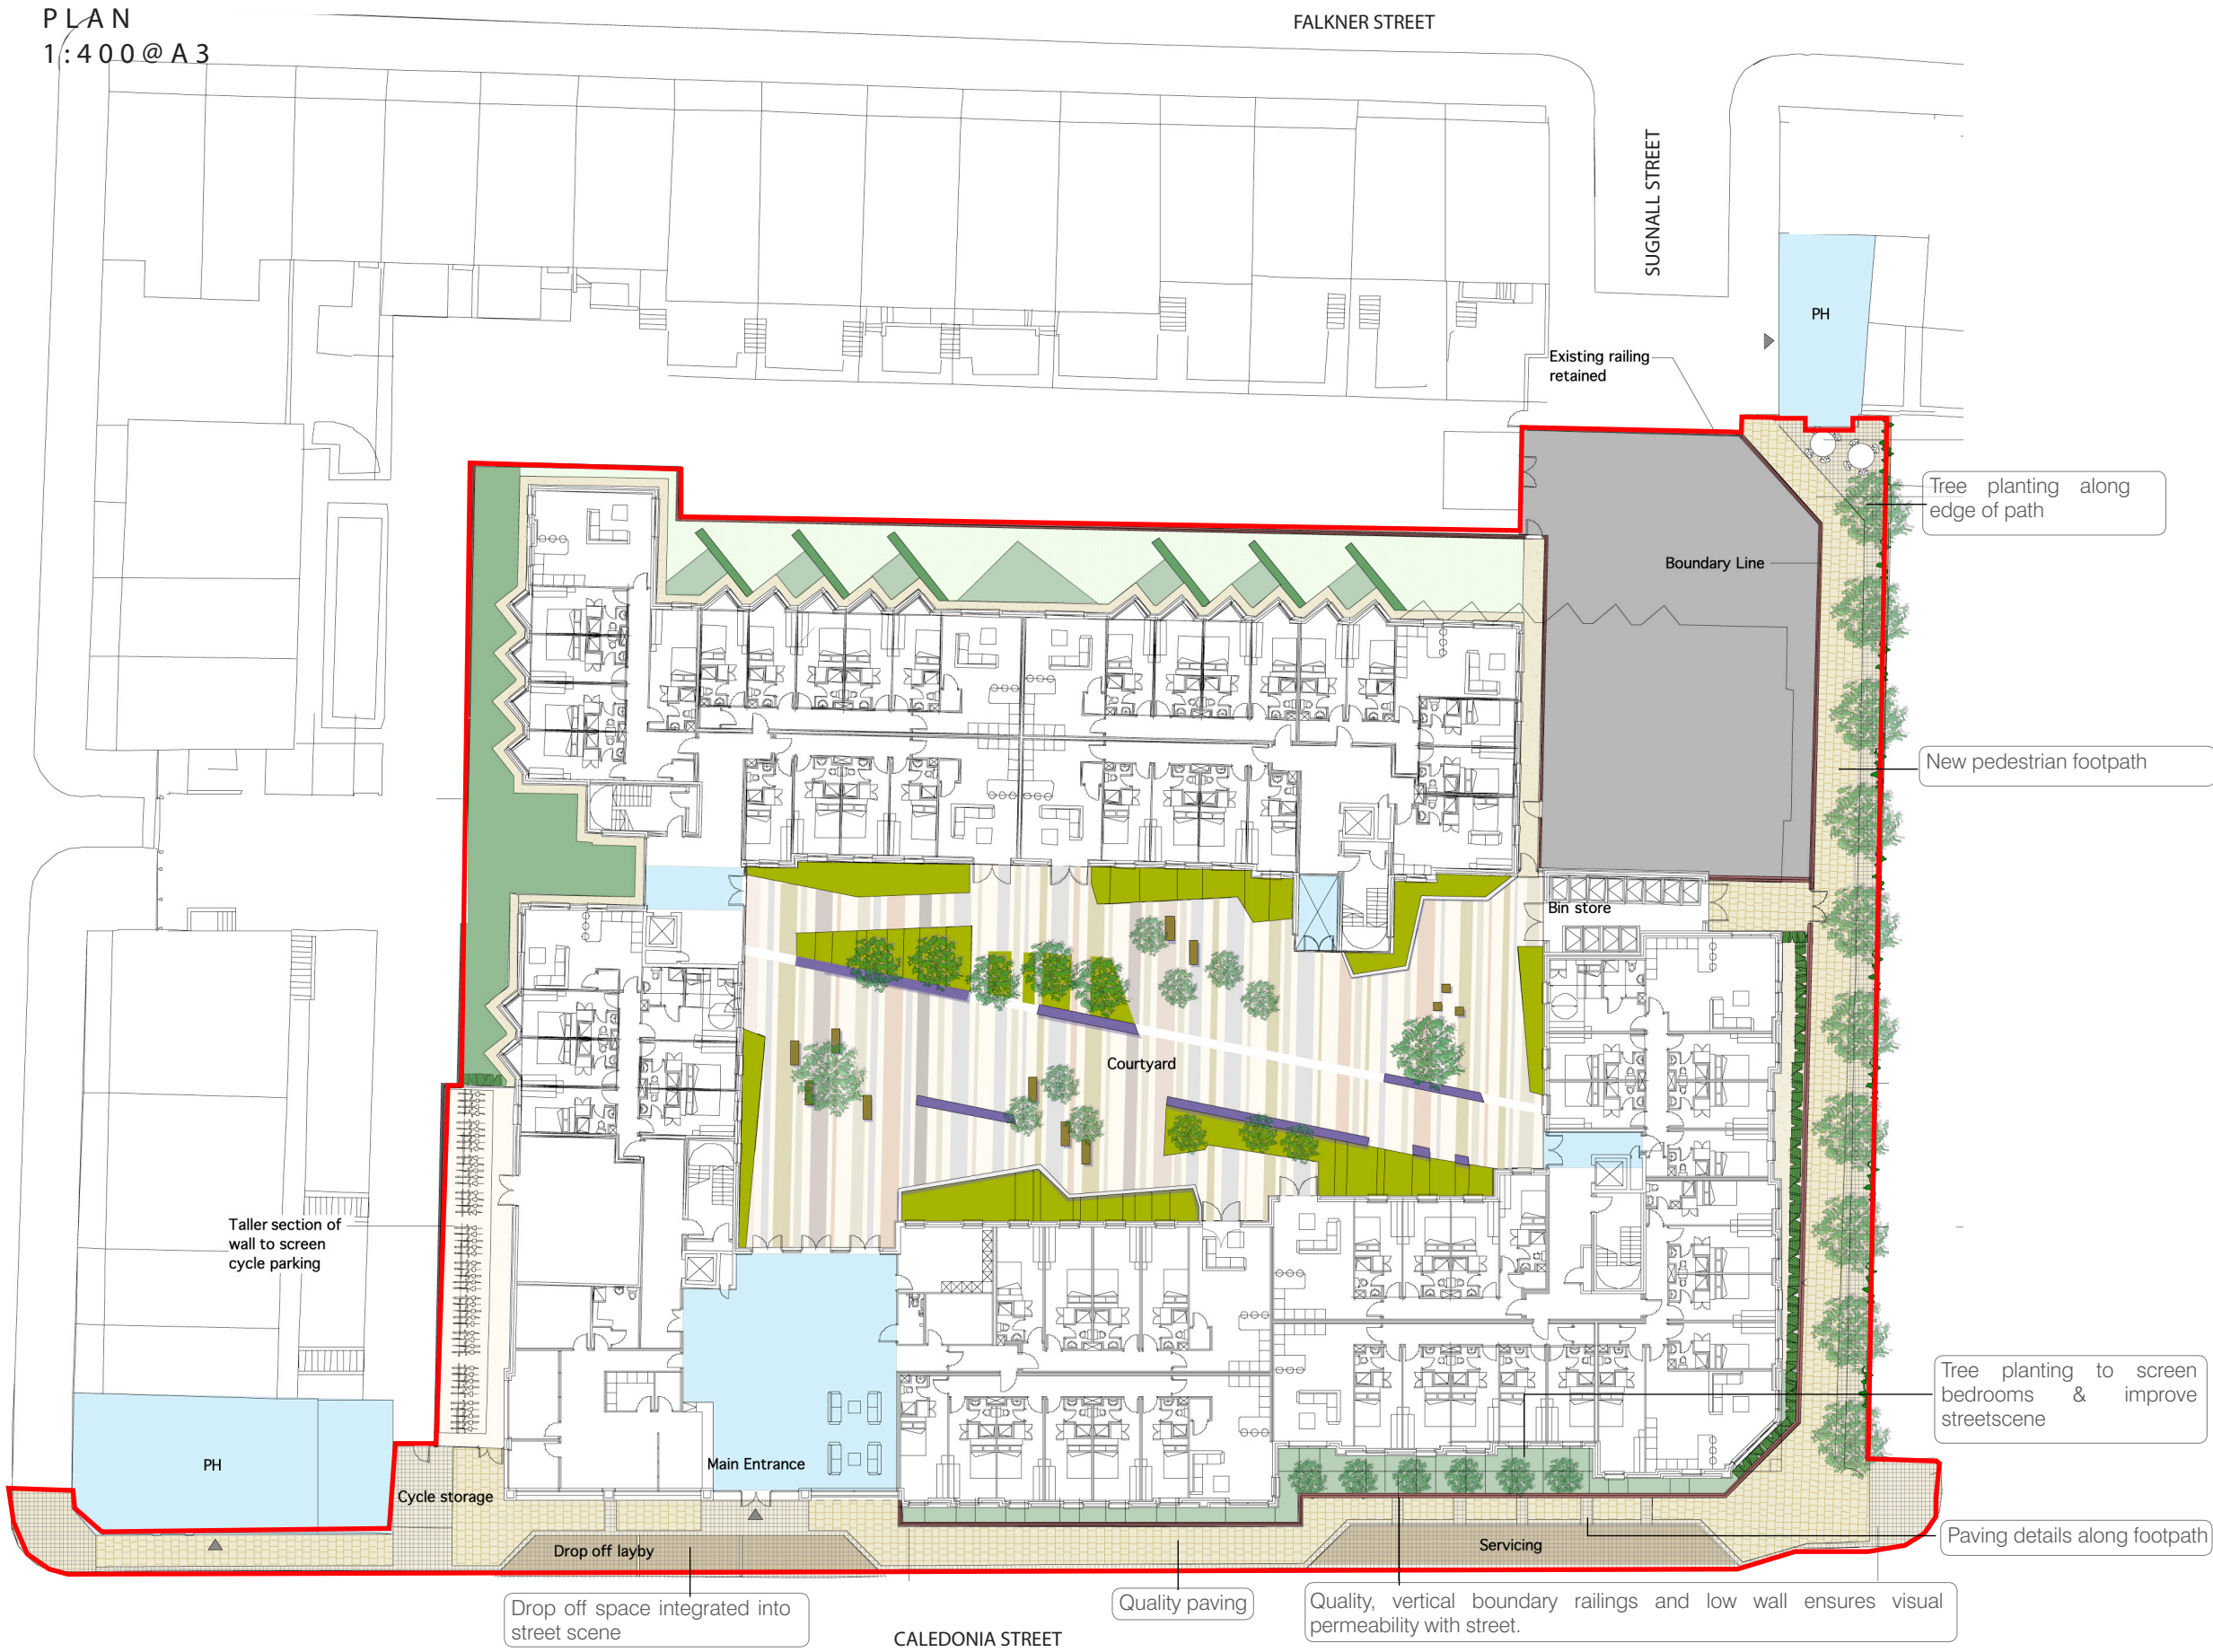 PLAN
1:400@A3
FALKNER STREET
SUGNALL STREET
PH
Existing railing
retained
Tree planting along
edge of path
Boundary Line
New pedestrian footpath
Bin store
Courtyard
Taller section of
wall to screen
cycle parking
Tree planting to screen
bedrooms & improve
streetscene
PH
Main Entrance
Cycle storage
Drop off layby
Servicing
Paving details along footpath
Drop off space integrated into
street scene
Quality paving
Quality, vertical boundary railings and low wall ensures visual
permeability with street.
CALEDONIA STREET